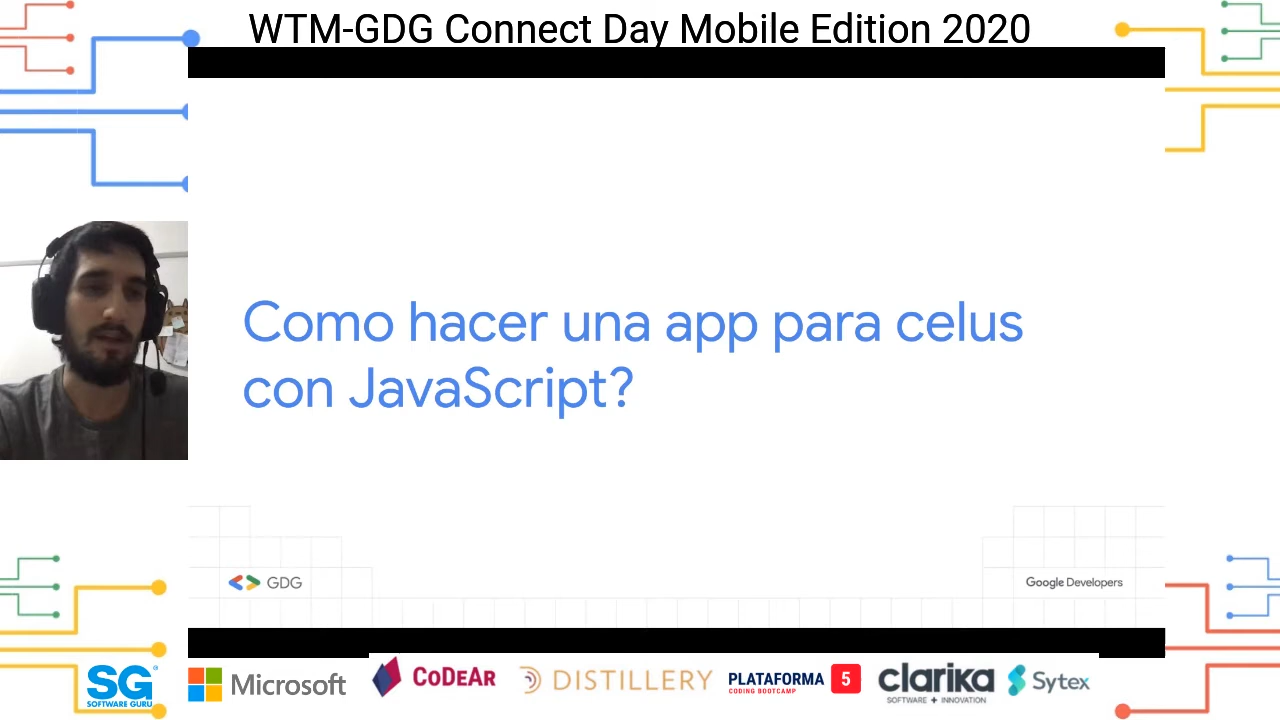 WTM-GDG Connect Day Mobile Edition 2020
Como hacer una app para celus
con JavaScript?
GDG
Google Developers
SG
SOFTWARE GURU
Microsoft
CoDeAr
DISTILLERY
PLATAFORMA 5
CODING BOOTCAMP
clarika
SOFTWARE + INNOVATION
Sytex